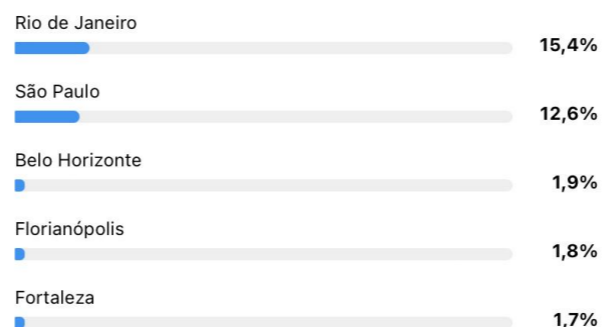 Rio de Janeiro
15,4%
São Paulo
12,6%
Belo Horizonte
1,9%
Florianópolis
1,8%
Fortaleza
1,7%